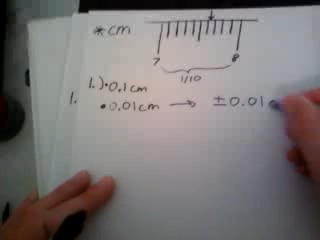 *cm
7 8
1/10
1.) •0.1cm
1. •0.01cm → ±0.01